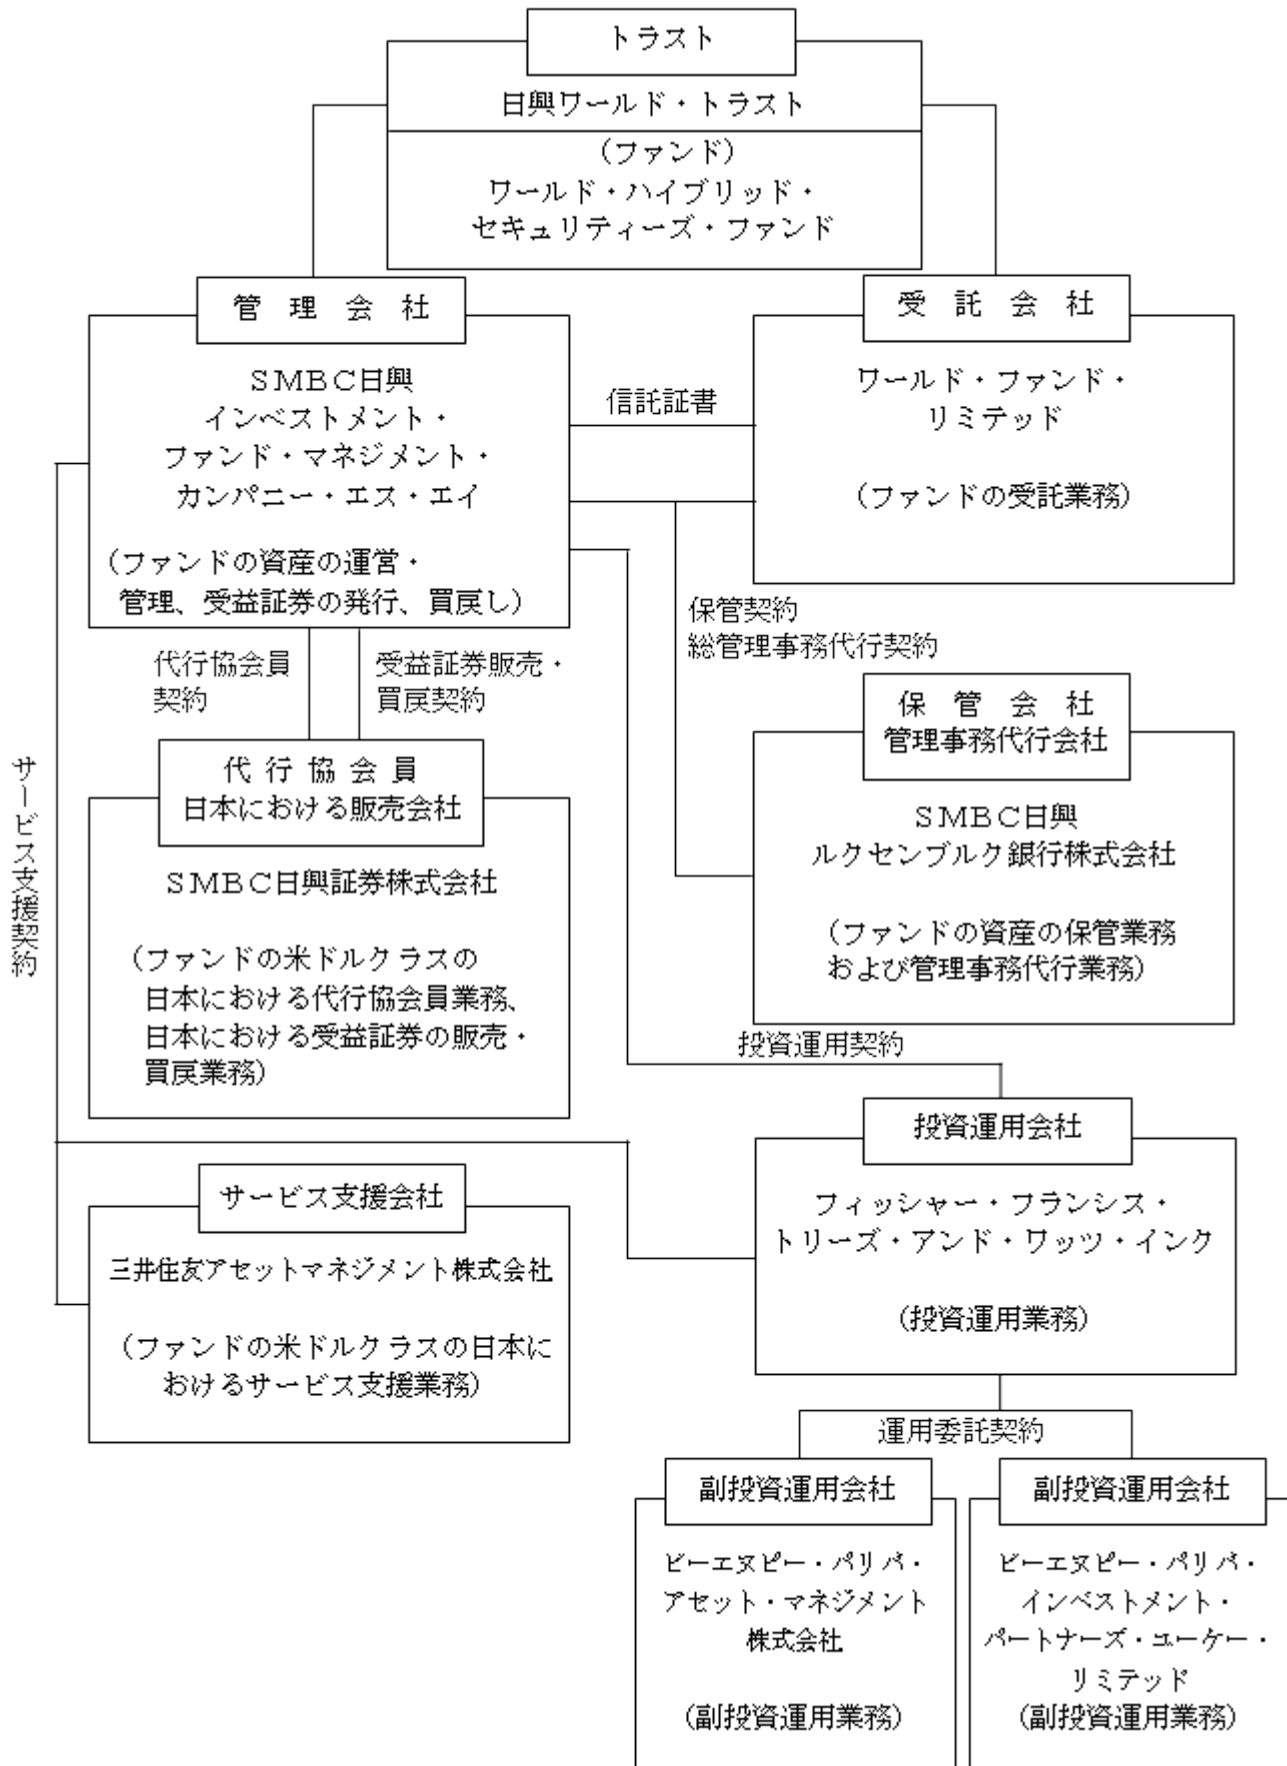 トラスト
日興ワールド・トラスト
(ファンド)
ワールド・ハイブリッド・
セキュリティーズ・ファンド
管理会社
SMBC日興
インベストメント・
ファンド・マネジメント・
カンパニー・エス・エイ
(ファンドの資産の運営・
管理、受益証券の発行、買戻し)
信託証書
受託会社
ワールド・ファンド・
リミテッド
(ファンドの受託業務)
保管契約
総管理事務代行契約
代行協会員
契約
受益証券販売・
買戻契約
保管会社
管理事務代行会社
SMBC日興
ルクセンブルク銀行株式会社
(ファンドの資産の保管業務
および管理事務代行業務)
サービス支援契約
代行協会員
日本における販売会社
SMBC日興証券株式会社
(ファンドの米ドルクラスの
日本における代行協会員業務、
日本における受益証券の販売・
買戻業務)
投資運用契約
投資運用会社
フィッシャー・フランシス・
トリーズ・アンド・ワッツ・インク
(投資運用業務)
サービス支援会社
三井住友アセットマネジメント株式会社
(ファンドの米ドルクラスの日本に
おけるサービス支援業務)
運用委託契約
副投資運用会社
ビーエヌピー・パリバ・
アセット・マネジメント
株式会社
(副投資運用業務)
副投資運用会社
ビーエヌピー・パリバ・
インベストメント・
パートナーズ・ユーケー・
リミテッド
(副投資運用業務)